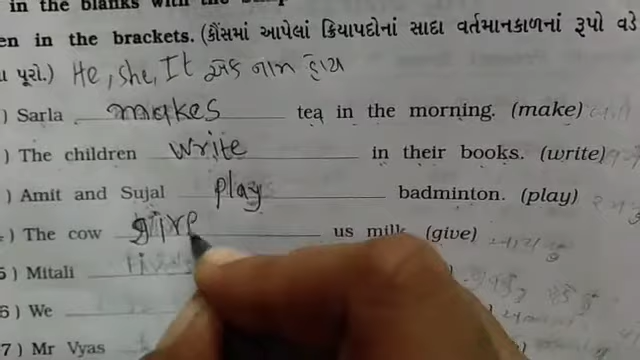 in the blanks with the
en in the brackets. (કૌંસમાં આપેલાં ક્રિયાપદોનાં સાદા વર્તમાનકાળનાં રૂપો વડે
પૂરો.) He, she, It એક નામ હોય
) Sarla makes tea in the morning. (make)
) The children write in their books. (write)
) Amit and Sujal play badminton. (play)
) The cow give us milk. (give)
5) Mitali
6) We
7) Mr Vyas